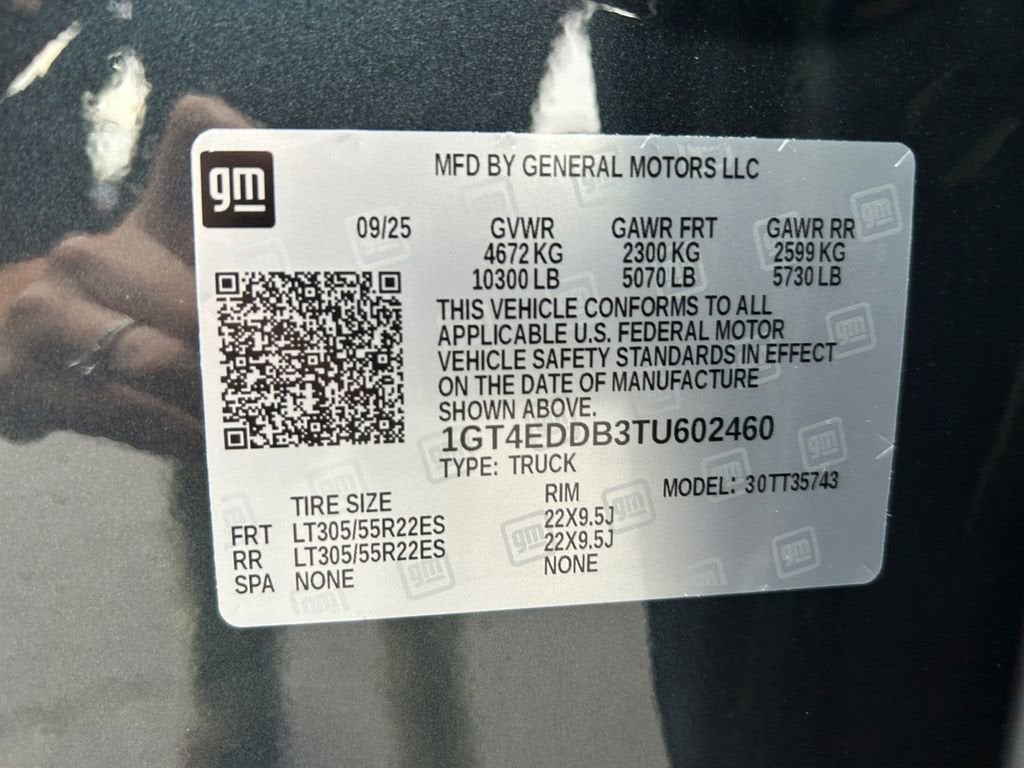 gm
MFD BY GENERAL MOTORS LLC
09/25 GVWR GAWR FRT GAWR RR
4672 KG 2300 KG 2599 KG
10300 LB 5070 LB 5730 LB
THIS VEHICLE CONFORMS TO ALL
APPLICABLE U.S. FEDERAL MOTOR
VEHICLE SAFETY STANDARDS IN EFFECT
ON THE DATE OF MANUFACTURE
SHOWN ABOVE.
1GT4EDDB3TU602460
TYPE: TRUCK
MODEL: 30TT35743
TIRE SIZE RIM
FRT LT305/55R22ES 22X9.5J
RR LT305/55R22ES 22X9.5J
SPA NONE NONE